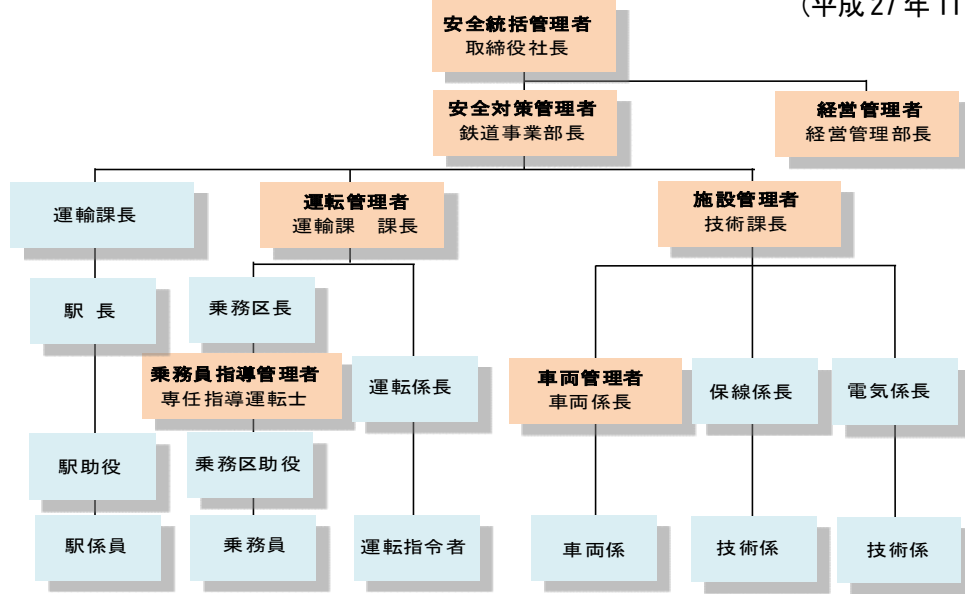 (平成27年11
安全統括管理者
取締役社長
安全対策管理者
鉄道事業部長
経営管理者
経営管理部長
運輸課長
運転管理者
運輸課　課長
施設管理者
技術課長
駅 長
乗務区長
乗務員指導管理者
専任指導運転士
運転係長
車両管理者
車両係長
保線係長
電気係長
駅助役
乗務区助役
駅係員
乗務員
運転指令者
車両係
技術係
技術係